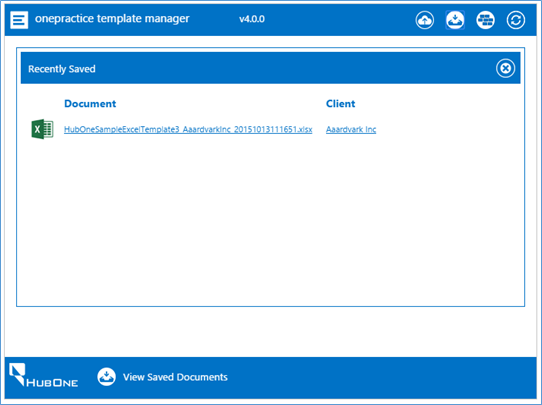 onepractice template manager v4.0.0
Recently Saved
Document Client
HubOneSampleExcelTemplate3_AaardvarkInc_20151013111651.xlsx Aaardvark Inc
HUBONE View Saved Documents